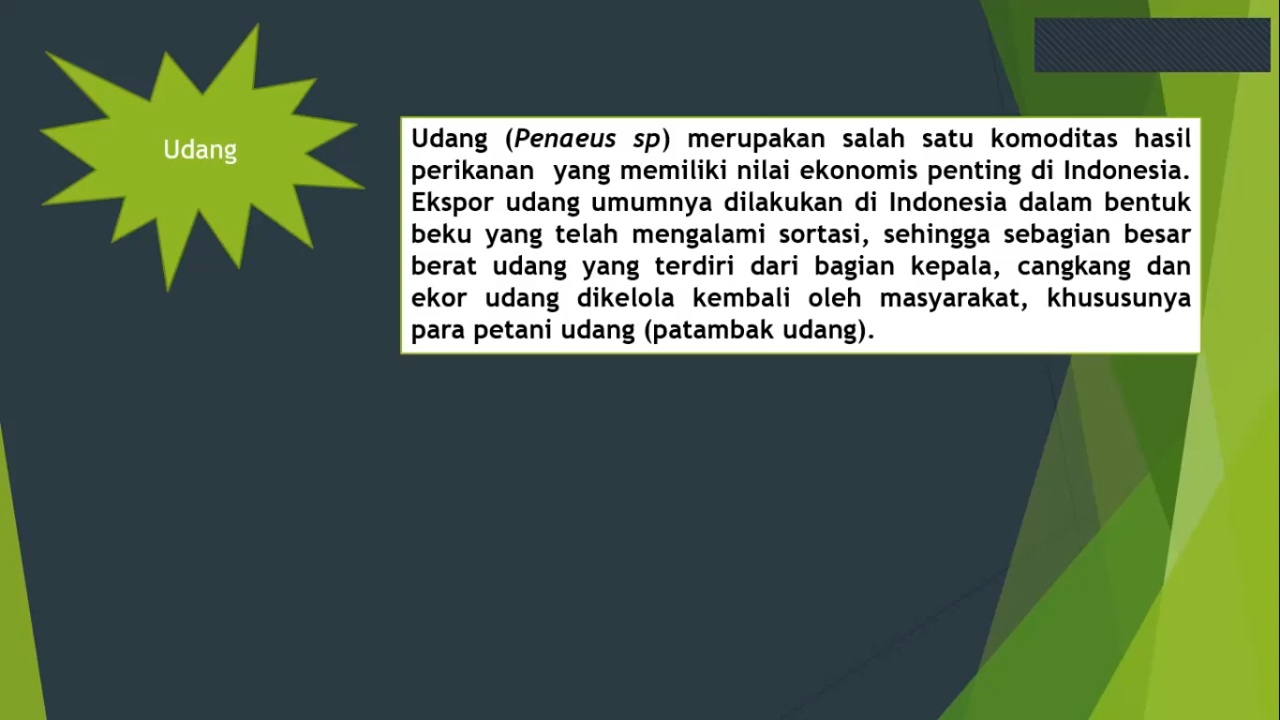 Udang
Udang (Penaeus sp) merupakan salah satu komoditas hasil
perikanan  yang memiliki nilai ekonomis penting di Indonesia.
Ekspor udang umumnya dilakukan di Indonesia dalam bentuk
beku yang telah mengalami sortasi, sehingga sebagian besar
berat udang yang terdiri dari bagian kepala, cangkang dan
ekor udang dikelola kembali oleh masyarakat, khususunya
para petani udang (patambak udang).